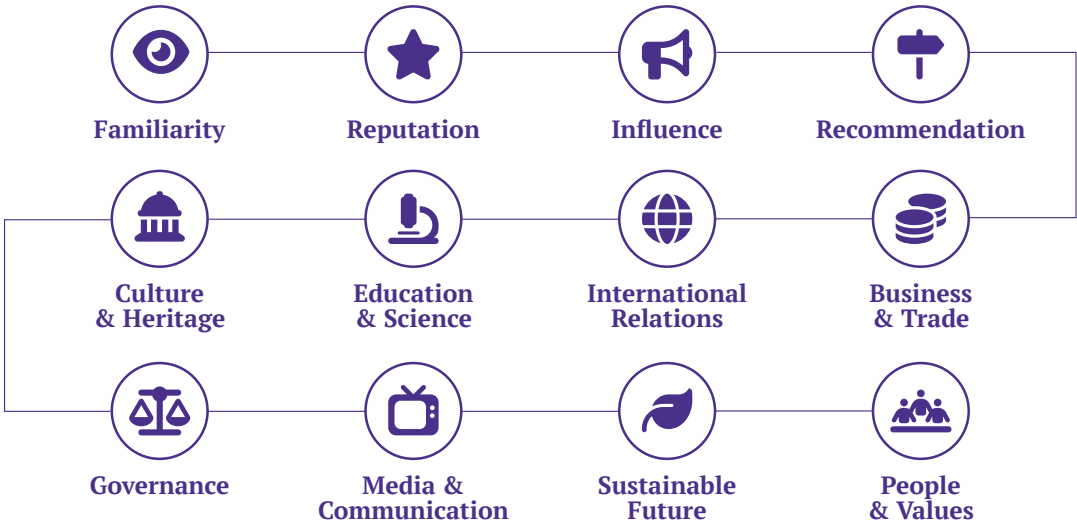 Familiarity
Reputation
Influence
Recommendation
Culture
& Heritage
Education
& Science
International
Relations
Business
& Trade
Governance
Media &
Communication
Sustainable
Future
People
& Values